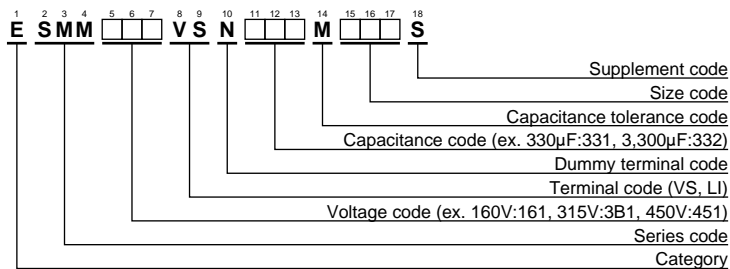 1 2 3 4 5 6 7 8 9 10 11 12 13 14 15 16 17 18
E SMM VS N M S
Supplement code
Size code
Capacitance tolerance code
Capacitance code (ex. 330µF:331, 3,300µF:332)
Dummy terminal code
Terminal code (VS, LI)
Voltage code (ex. 160V:161, 315V:3B1, 450V:451)
Series code
Category